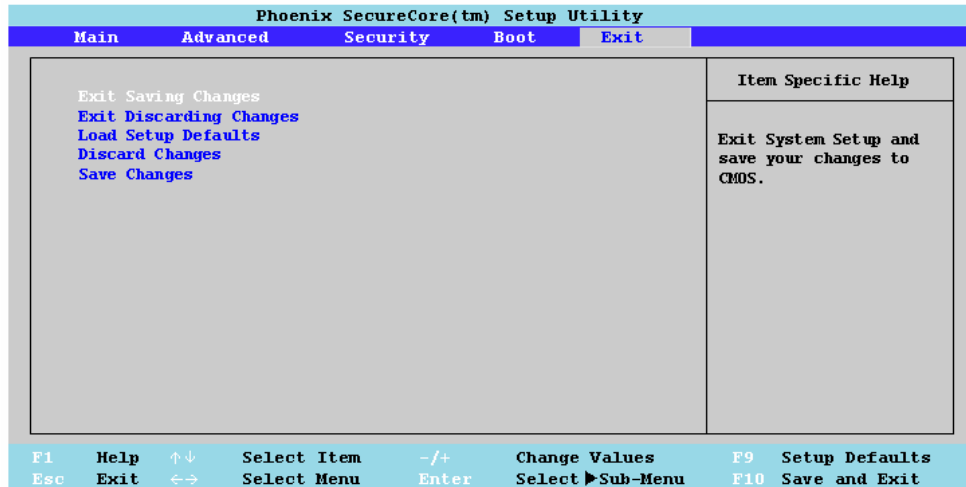 Phoenix SecureCore(tm) Setup Utility
Main Advanced Security Boot Exit
Exit Saving Changes
Exit Discarding Changes
Load Setup Defaults
Discard Changes
Save Changes
Item Specific Help
Exit System Setup and
save your changes to
CMOS.
F1 Help ↑↓ Select Item -/+ Change Values F9 Setup Defaults
Esc Exit ←→ Select Menu Enter Select ▶Sub-Menu F10 Save and Exit